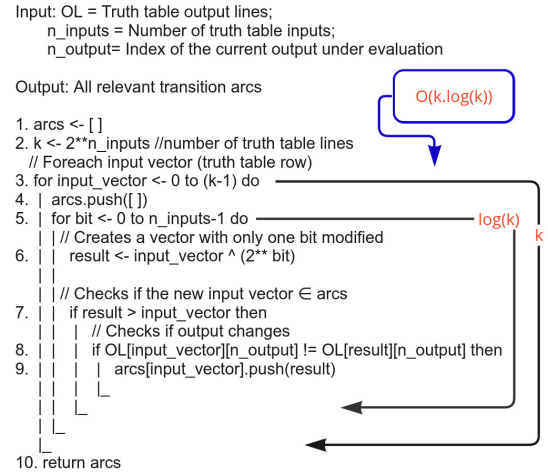 Input: OL = Truth table output lines;
n_inputs = Number of truth table inputs;
n_output= Index of the current output under evaluation
Output: All relevant transition arcs
O(k.log(k))
1. arcs <- [ ]
2. k <- 2**n_inputs //number of truth table lines
// Foreach input vector (truth table row)
3. for input_vector <- 0 to (k-1) do
4. | arcs.push([ ])
5. | for bit <- 0 to n_inputs-1 do
log(k)
k
| | // Creates a vector with only one bit modified
6. | | result <- input_vector ^ (2** bit)
| |
| | // Checks if the new input vector ∈ arcs
7. | | if result > input_vector then
| | | // Checks if output changes
8. | | | if OL[input_vector][n_output] != OL[result][n_output] then
9. | | | | arcs[input_vector].push(result)
| | | |_
| | |_
| |_
|_
10. return arcs